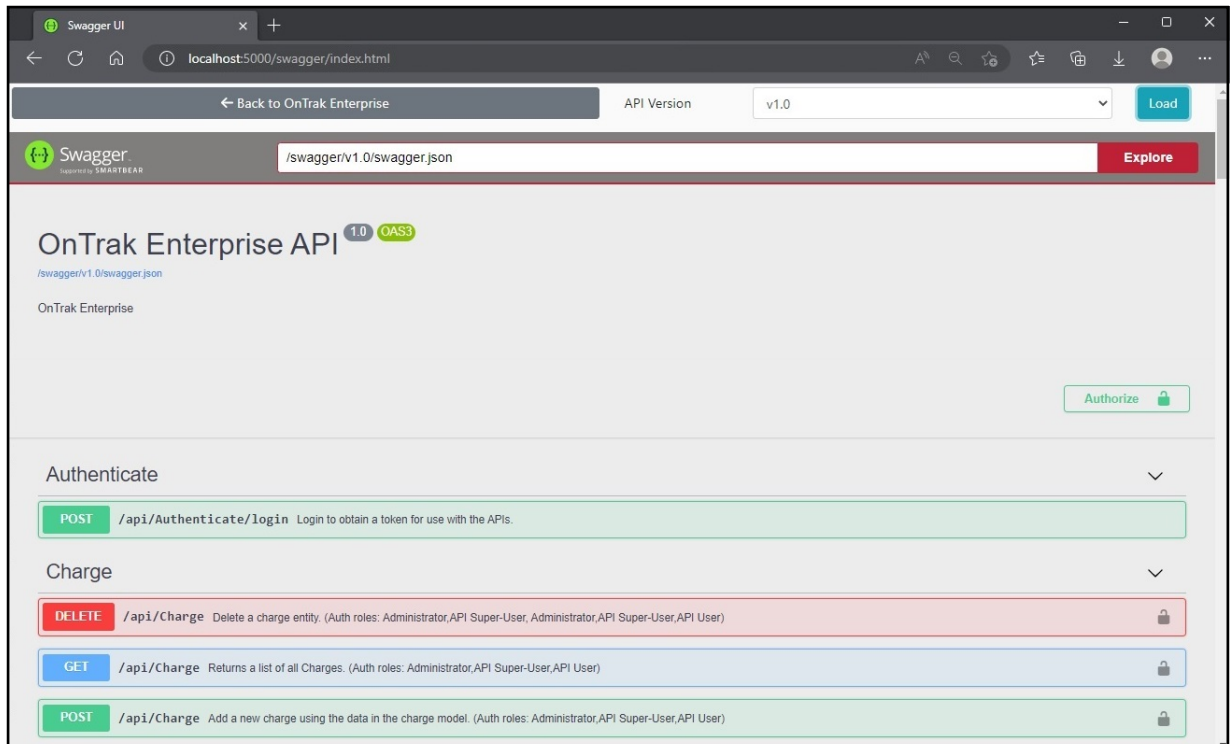 Swagger UI
localhost:5000/swagger/index.html
← Back to OnTrak Enterprise API Version v1.0 Load
{···} Swagger.
Supported by SMARTBEAR
/swagger/v1.0/swagger.json Explore
OnTrak Enterprise API 1.0 OAS3
/swagger/v1.0/swagger.json
OnTrak Enterprise
Authorize
Authenticate
POST /api/Authenticate/login Login to obtain a token for use with the APIs.
Charge
DELETE /api/Charge Delete a charge entity. (Auth roles: Administrator,API Super-User, Administrator,API Super-User,API User)
GET /api/Charge Returns a list of all Charges. (Auth roles: Administrator,API Super-User,API User)
POST /api/Charge Add a new charge using the data in the charge model. (Auth roles: Administrator,API Super-User,API User)